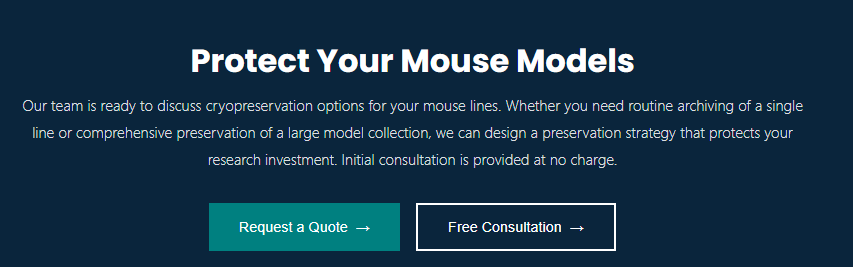 Protect Your Mouse Models
Our team is ready to discuss cryopreservation options for your mouse lines. Whether you need routine archiving of a single
line or comprehensive preservation of a large model collection, we can design a preservation strategy that protects your
research investment. Initial consultation is provided at no charge.
Request a Quote →
Free Consultation →